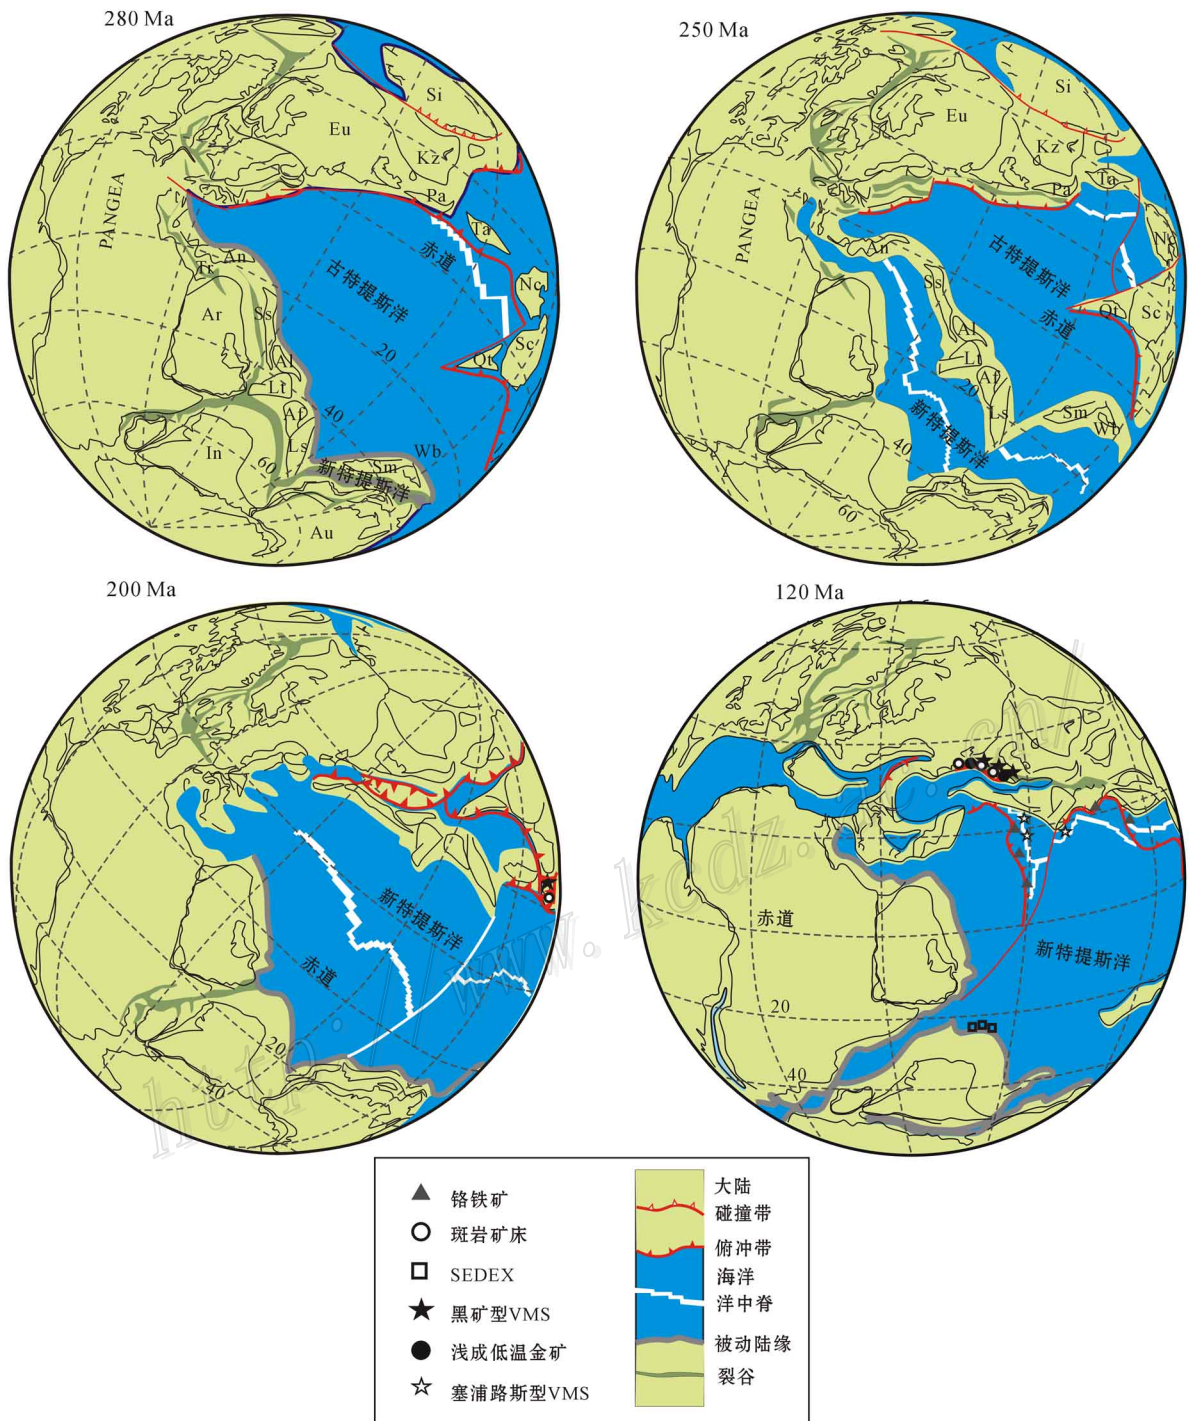 280 Ma
Si
Eu
Kz
Pa
PANGEA
Ta
赤道
An
Tr
古特提斯洋
Nc
Ar
Ss
Sc
20
Al
Qt
Lt
Af
40
Ls
In
Wb
60
Sm
新特提斯洋
Au
250 Ma
Si
Eu
Kz
Ta
Pa
PANGEA
Nc
An
古特提斯洋
Ss
Qt
Sc
赤道
Al
Lt
Af
20
新特提斯洋
Ls
Sm
Wb
40
60
200 Ma
新特提斯洋
赤道
20
40
120 Ma
赤道
新特提斯洋
20
40
http://www.kcdz.ac.cn/
铬铁矿
斑岩矿床
SEDEX
黑矿型VMS
浅成低温金矿
塞浦路斯型VMS
大陆
碰撞带
俯冲带
海洋
洋中脊
被动陆缘
裂谷